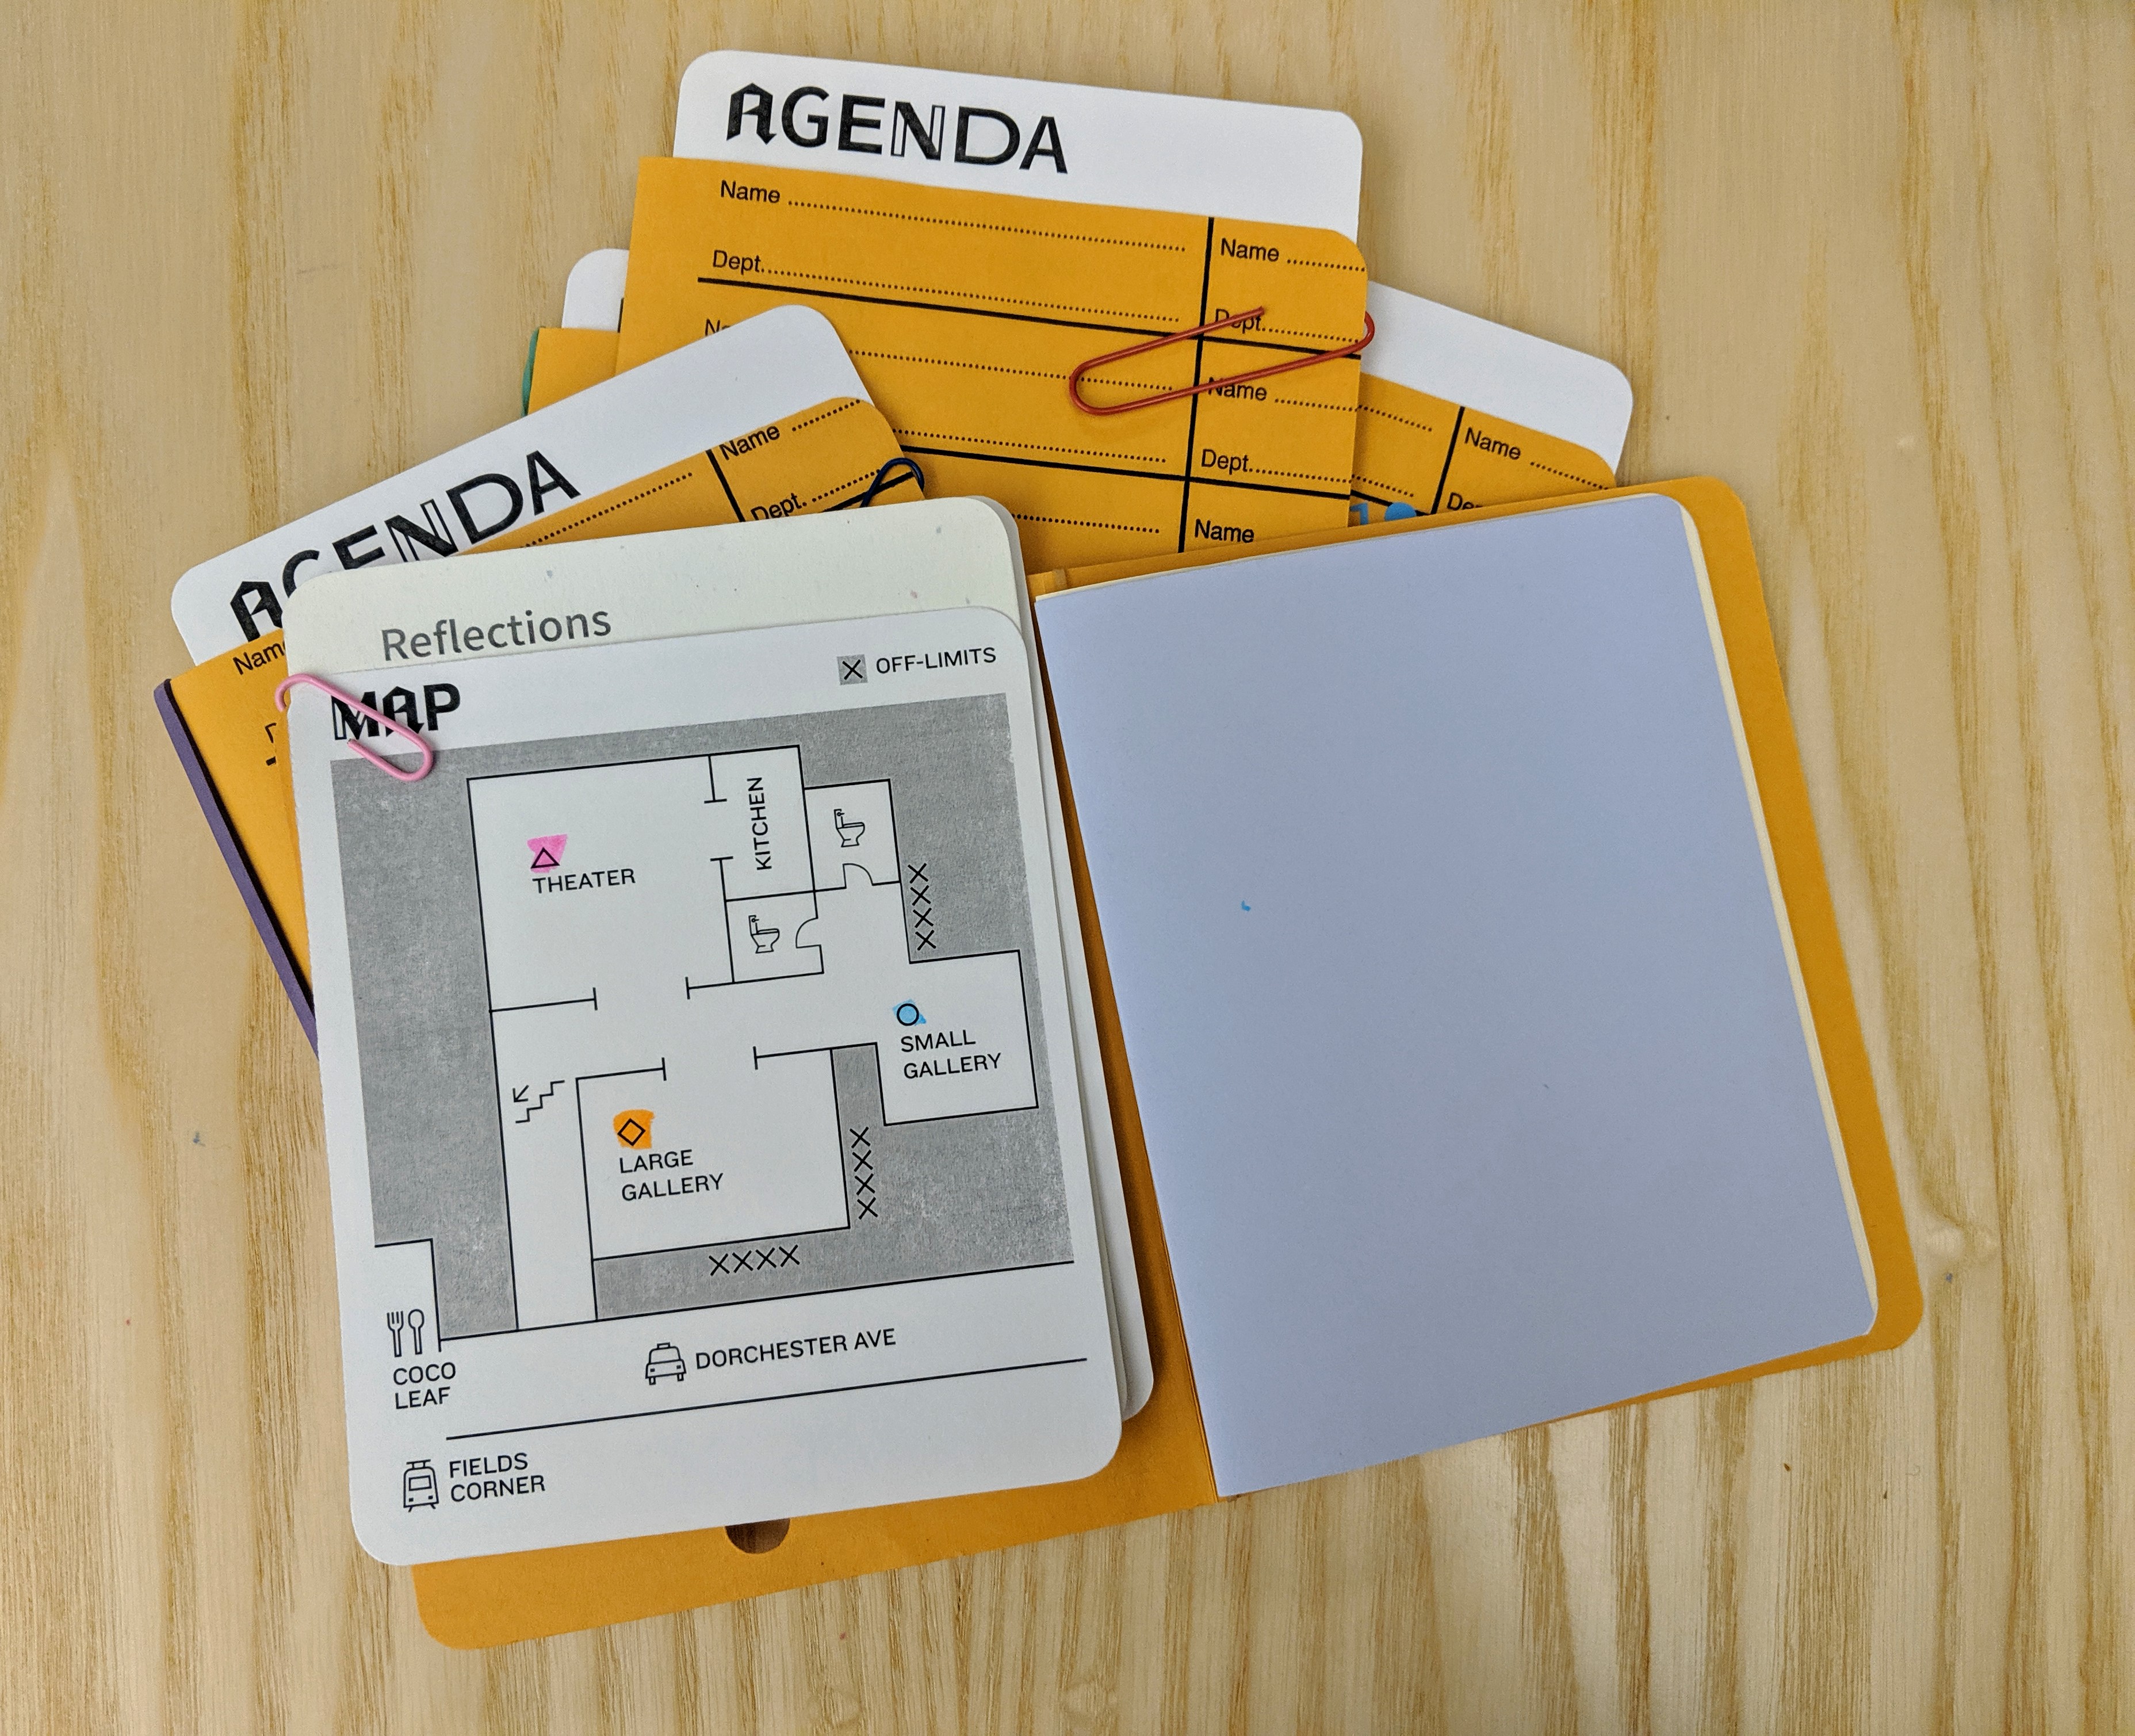 AGENDA
Name
Dept.
Name
Dept.
Name
Dept.
Name
Name
AGENDA
Name
Dept.
Name
Reflections
MAP
X OFF-LIMITS
KITCHEN
THEATER
XXXX
SMALL
GALLERY
LARGE
GALLERY
XXXX
XXXX
COCO
LEAF
DORCHESTER AVE
FIELDS
CORNER